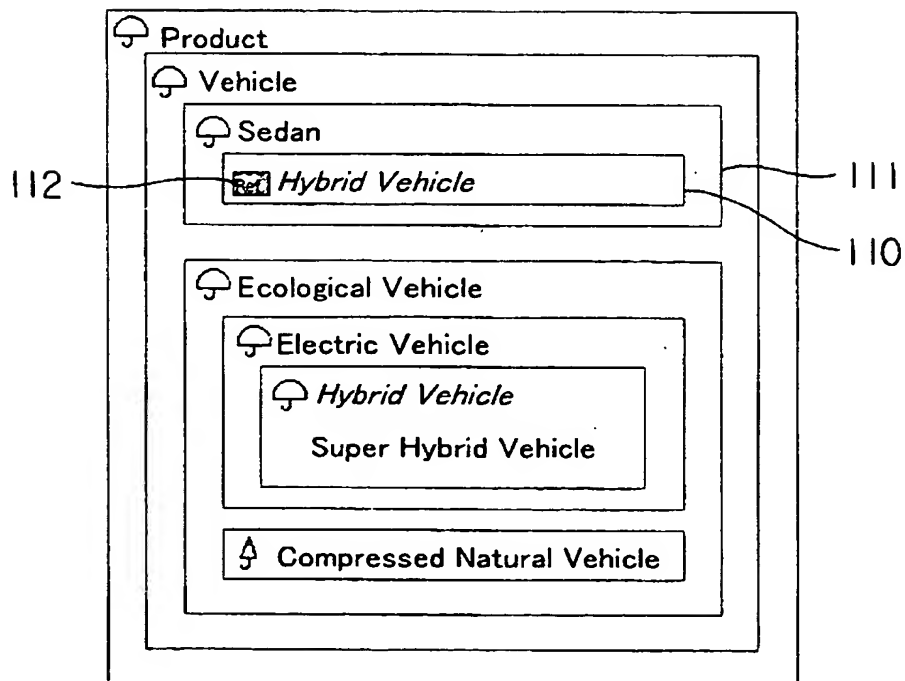 Product
Vehicle
Sedan
112
Ref
Hybrid Vehicle
111
110
Ecological Vehicle
Electric Vehicle
Hybrid Vehicle
Super Hybrid Vehicle
Compressed Natural Vehicle